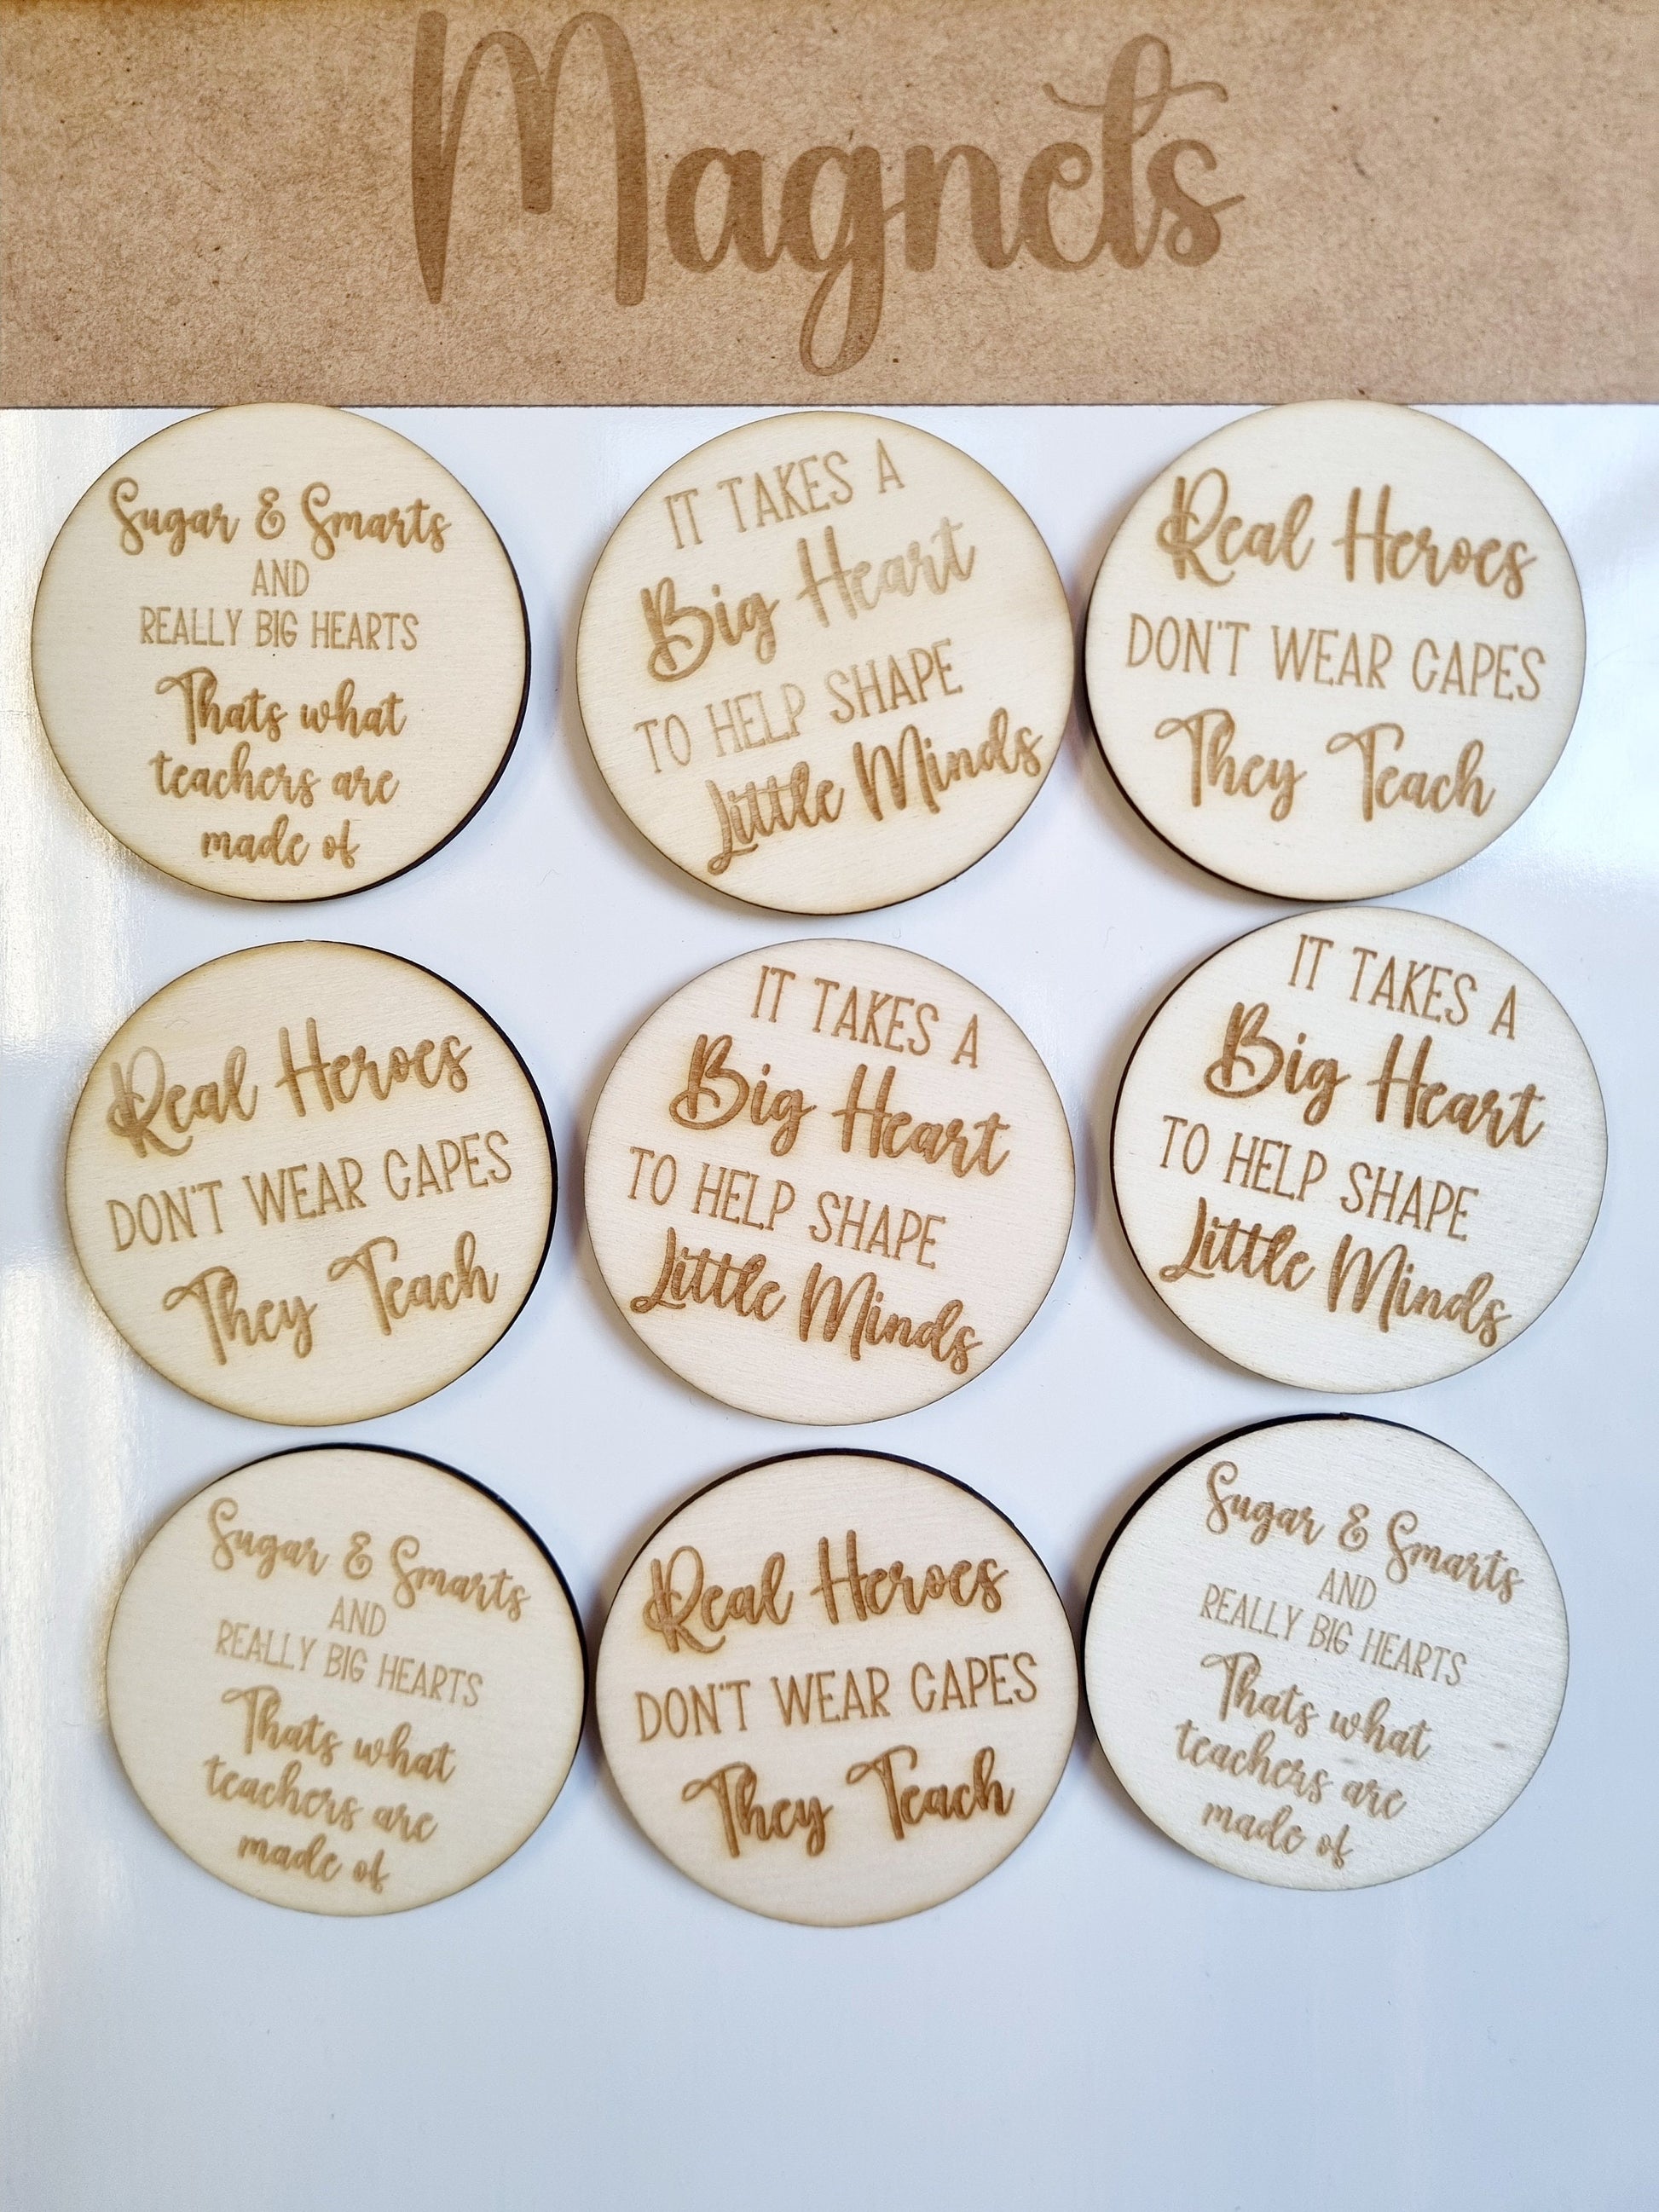 Magnets
Sugar & Smarts
AND
REALLY BIG HEARTS
Thats what
teachers are
made of
IT TAKES A
Big Heart
TO HELP SHAPE
Little Minds
Real Heroes
DON'T WEAR CAPES
They Teach
Real Heroes
DON'T WEAR CAPES
They Teach
IT TAKES A
Big Heart
TO HELP SHAPE
Little Minds
IT TAKES A
Big Heart
TO HELP SHAPE
Little Minds
Sugar & Smarts
AND
REALLY BIG HEARTS
Thats what
teachers are
made of
Real Heroes
DON'T WEAR CAPES
They Teach
Sugar & Smarts
AND
REALLY BIG HEARTS
Thats what
teachers are
made of